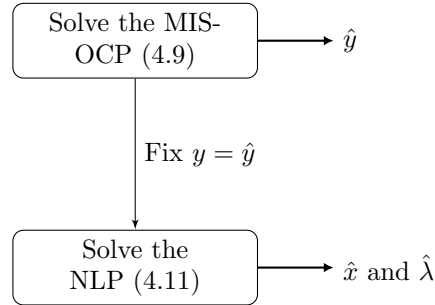 Solve the MIS-
OCP (4.9)
ŷ
Fix y = ŷ
Solve the
NLP (4.11)
x̂ and λ̂